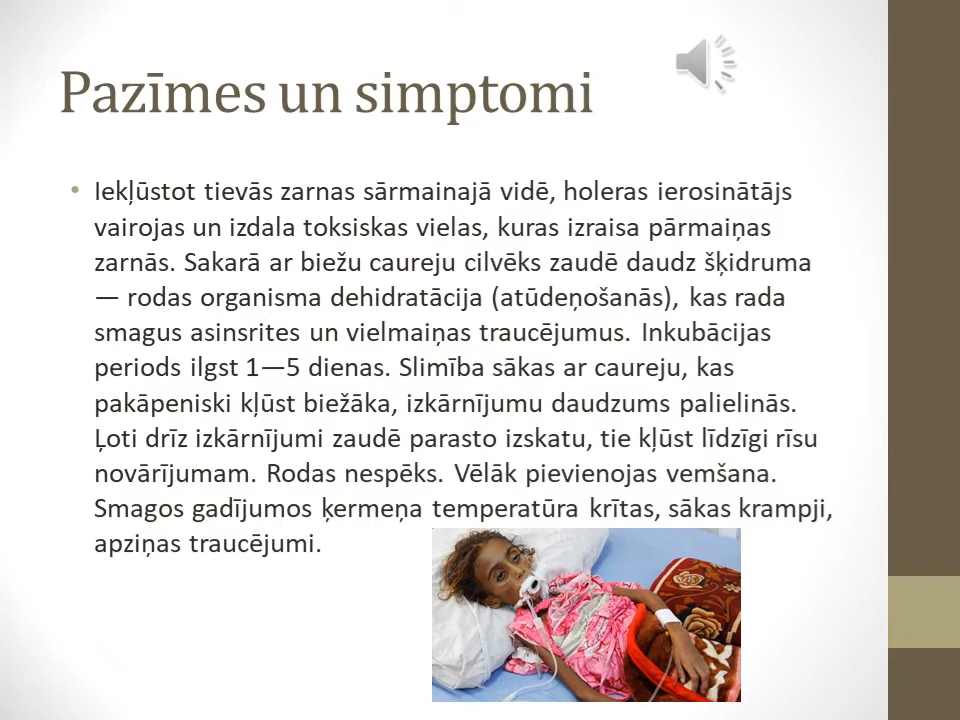 Pazīmes un simptomi
• Iekļūstot tievās zarnas sārmainajā vidē, holeras ierosinātājs
vairojas un izdala toksiskas vielas, kuras izraisa pārmaiņas
zarnās. Sakarā ar biežu caureju cilvēks zaudē daudz šķidruma
— rodas organisma dehidratācija (atūdeņošanās), kas rada
smagus asinsrites un vielmaiņas traucējumus. Inkubācijas
periods ilgst 1—5 dienas. Slimība sākas ar caureju, kas
pakāpeniski kļūst biežāka, izkārnījumu daudzums palielinās.
Ļoti drīz izkārnījumi zaudē parasto izskatu, tie kļūst līdzīgi rīsu
novārījumam. Rodas nespēks. Vēlāk pievienojas vemšana.
Smagos gadījumos ķermeņa temperatūra krītas, sākas krampji,
apziņas traucējumi.